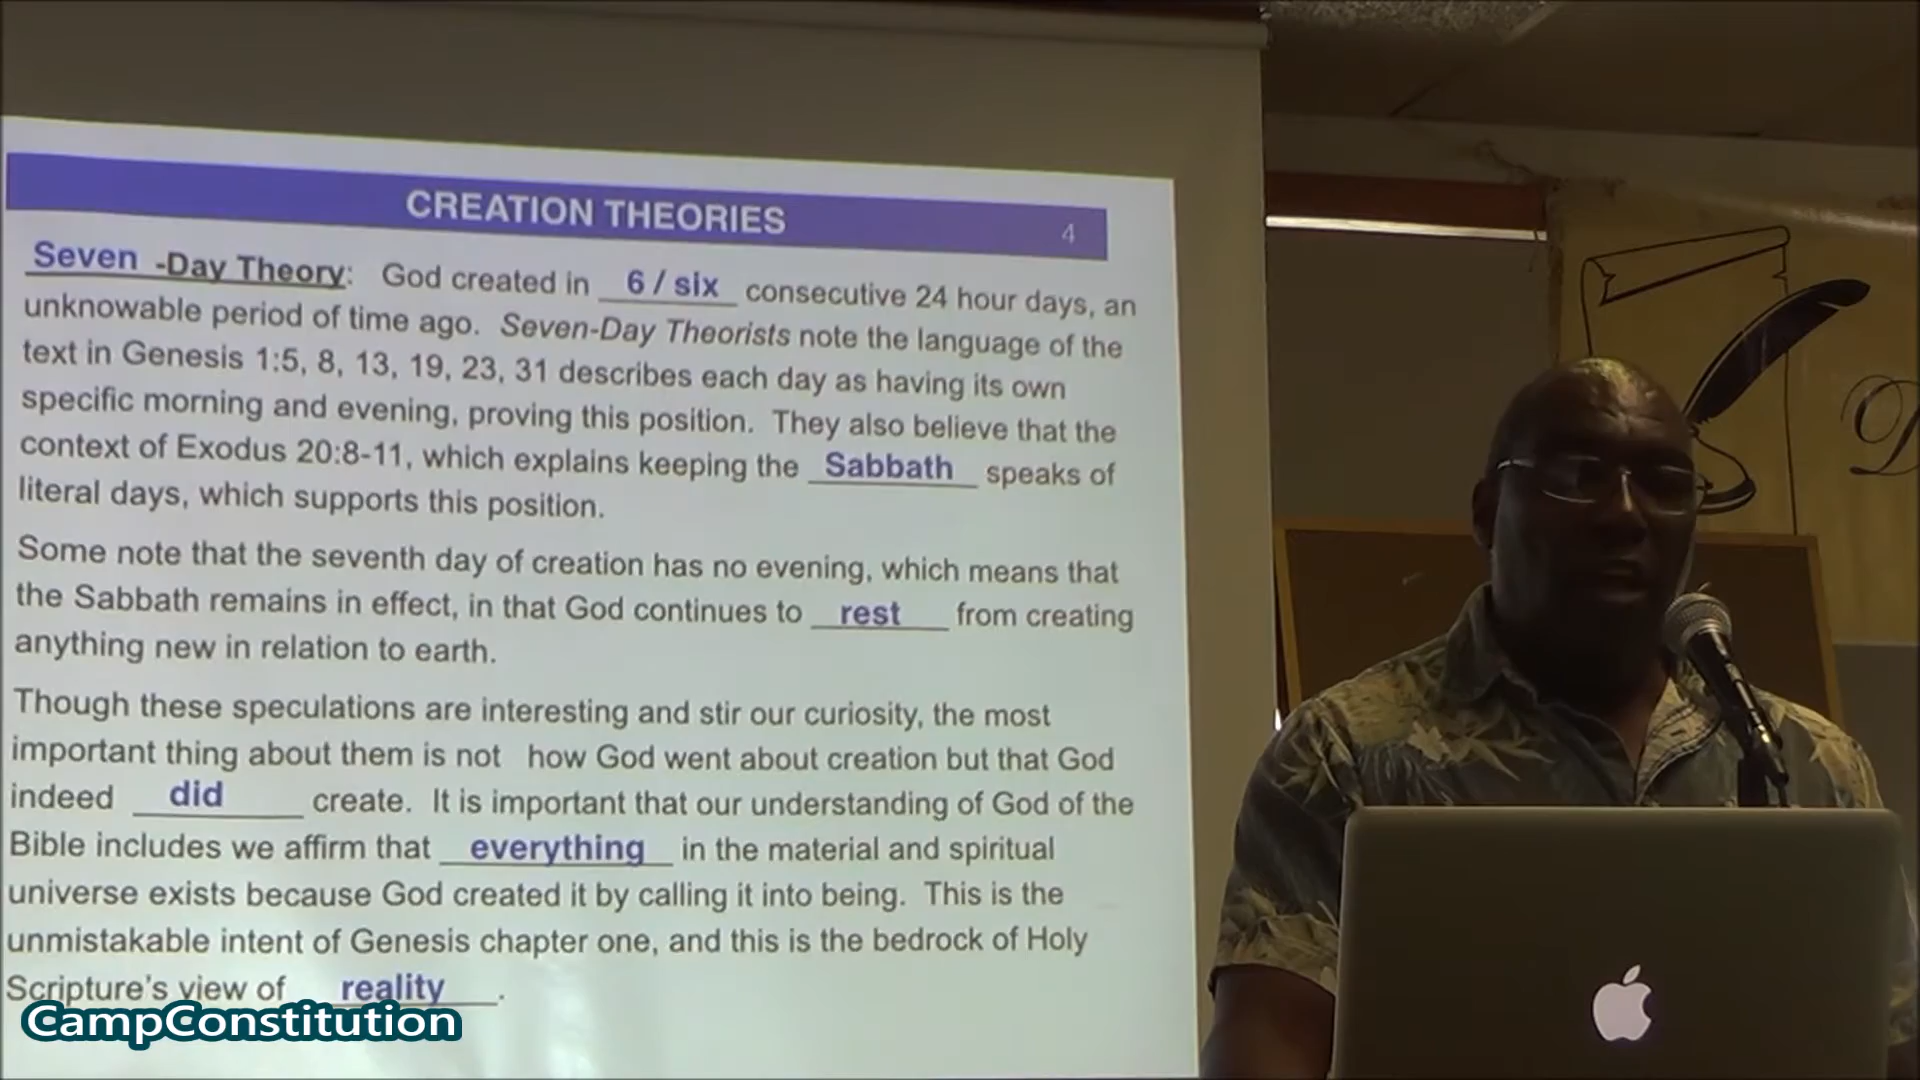 CREATION THEORIES 4
Seven -Day Theory: God created in 6 / six consecutive 24 hour days, an
unknowable period of time ago. Seven-Day Theorists note the language of the
text in Genesis 1:5, 8, 13, 19, 23, 31 describes each day as having its own
specific morning and evening, proving this position. They also believe that the
context of Exodus 20:8-11, which explains keeping the Sabbath speaks of
literal days, which supports this position.
Some note that the seventh day of creation has no evening, which means that
the Sabbath remains in effect, in that God continues to rest from creating
anything new in relation to earth.
Though these speculations are interesting and stir our curiosity, the most
important thing about them is not how God went about creation but that God
indeed did create. It is important that our understanding of God of the
Bible includes we affirm that everything in the material and spiritual
universe exists because God created it by calling it into being. This is the
unmistakable intent of Genesis chapter one, and this is the bedrock of Holy
Scripture's view of reality.
CampConstitution
D